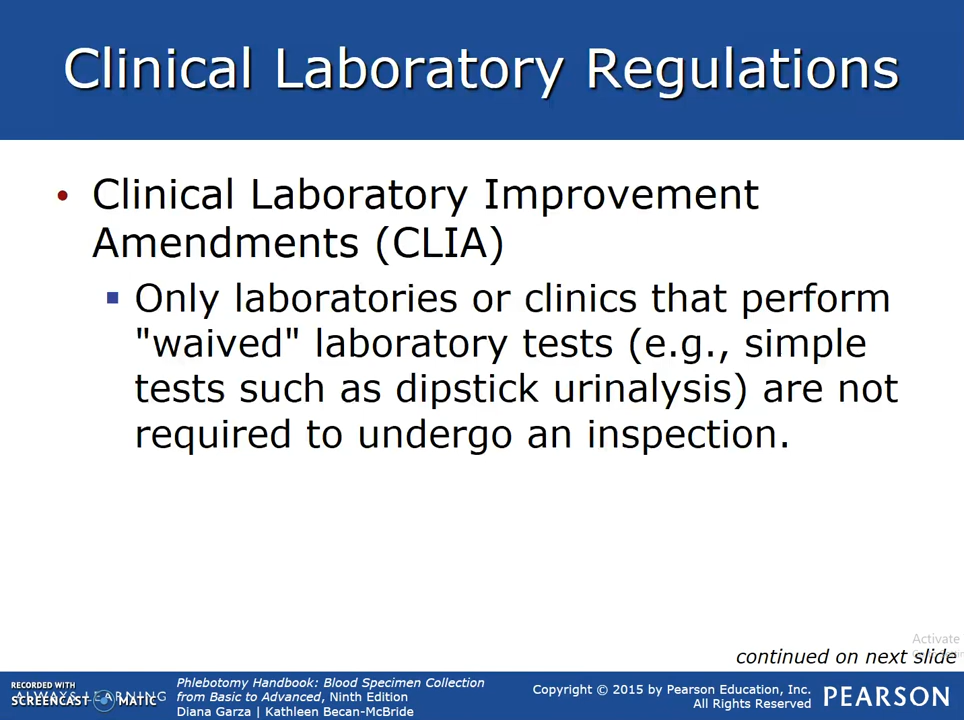 Clinical Laboratory Regulations
• Clinical Laboratory Improvement
Amendments (CLIA)
▪ Only laboratories or clinics that perform
"waived" laboratory tests (e.g., simple
tests such as dipstick urinalysis) are not
required to undergo an inspection.
Activate
continued on next slide
RECORDED WITH
SCREENCAST MATIC
ALWAYS LEARNING
Phlebotomy Handbook: Blood Specimen Collection
from Basic to Advanced, Ninth Edition
Diana Garza | Kathleen Becan-McBride
Copyright © 2015 by Pearson Education, Inc.
All Rights Reserved
PEARSON